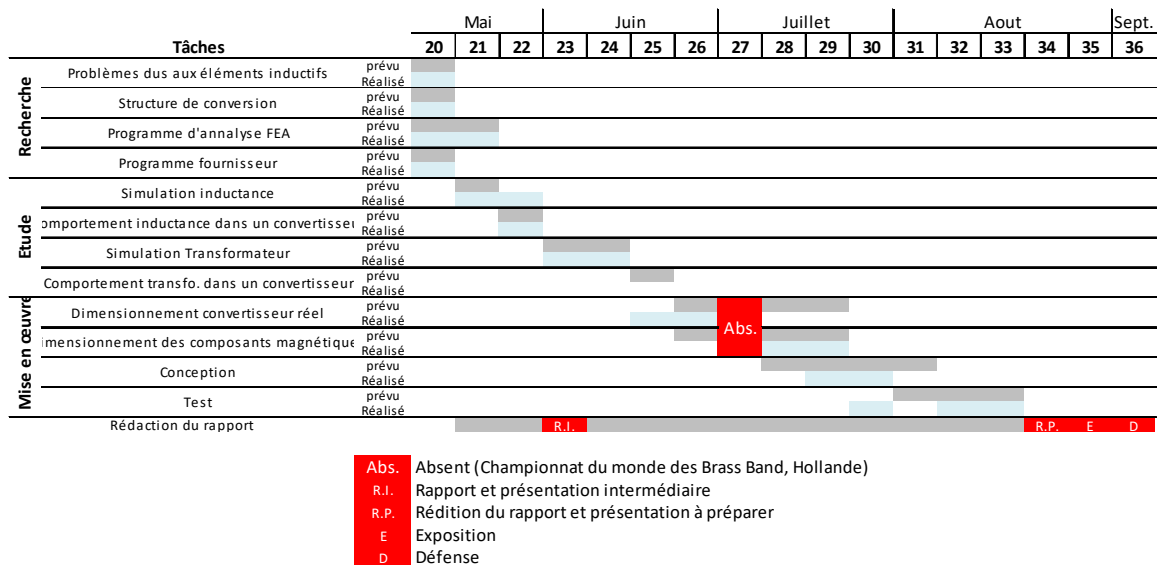 Mai Juin Juillet Aout Sept.
Tâches 20 21 22 23 24 25 26 27 28 29 30 31 32 33 34 35 36
Recherche
Problèmes dus aux éléments inductifs prévu
Réalisé
Structure de conversion prévu
Réalisé
Programme d'annalyse FEA prévu
Réalisé
Programme fournisseur prévu
Réalisé
Etude
Simulation inductance prévu
Réalisé
omportement inductance dans un convertisseu prévu
Réalisé
Simulation Transformateur prévu
Réalisé
Comportement transfo. dans un convertisseur prévu
Réalisé
Mise en œuvre
Dimensionnement convertisseur réel prévu
Réalisé
Abs.
imensionnement des composants magnétique prévu
Réalisé
Conception prévu
Réalisé
Test prévu
Réalisé
Rédaction du rapport R.I. R.P. E D
Abs. Absent (Championnat du monde des Brass Band, Hollande)
R.I. Rapport et présentation intermédiaire
R.P. Rédition du rapport et présentation à préparer
E Exposition
D Défense